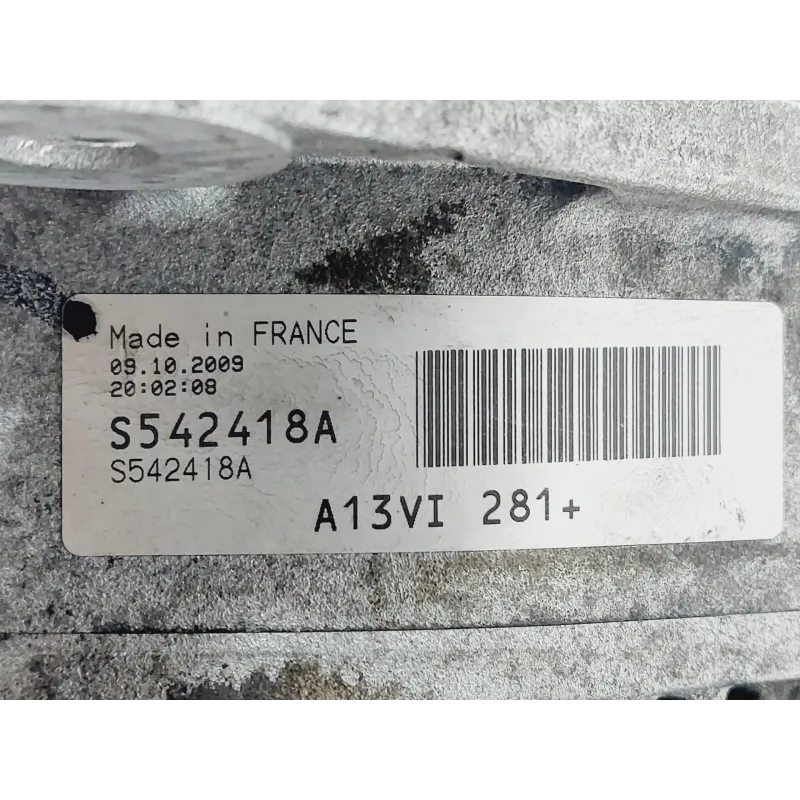 Made in FRANCE
09.10.2009
20:02:08
S542418A
S542418A
A13VI 281+